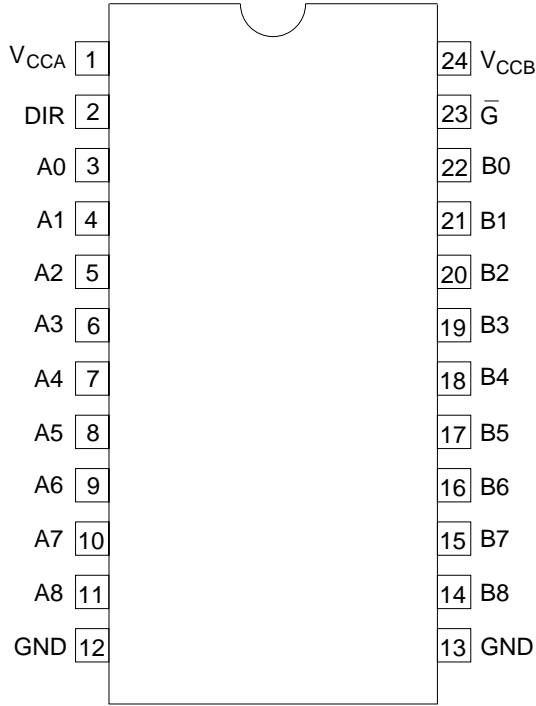 VCCA 1 24 VCCB
DIR 2 23 G̅
A0 3 22 B0
A1 4 21 B1
A2 5 20 B2
A3 6 19 B3
A4 7 18 B4
A5 8 17 B5
A6 9 16 B6
A7 10 15 B7
A8 11 14 B8
GND 12 13 GND